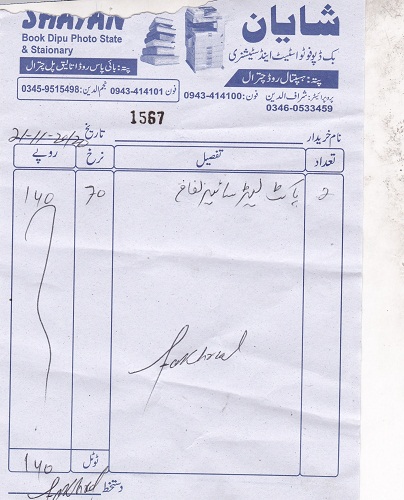 SHAYAN
Book Dipu Photo State
& Staionary
شایان
بک ڈپو فوٹو اسٹیٹ اینڈ سٹیشنری
پتہ: بائی پاس روڈ اتالیق پل چترال
پتہ: ہسپتال روڈ چترال
0345-9515498: نجم الدین 0943-414101 فون
0943-414100: فون
پروپرائیٹر: شراف الدین
0346-0533459
1567
نام خریدار
تاریخ 21-11-2022
تعداد تفصیل نرخ روپے
2 پاکٹ لیٹر سائیز لفافے 70 140
ٹوٹل 140
دستخط